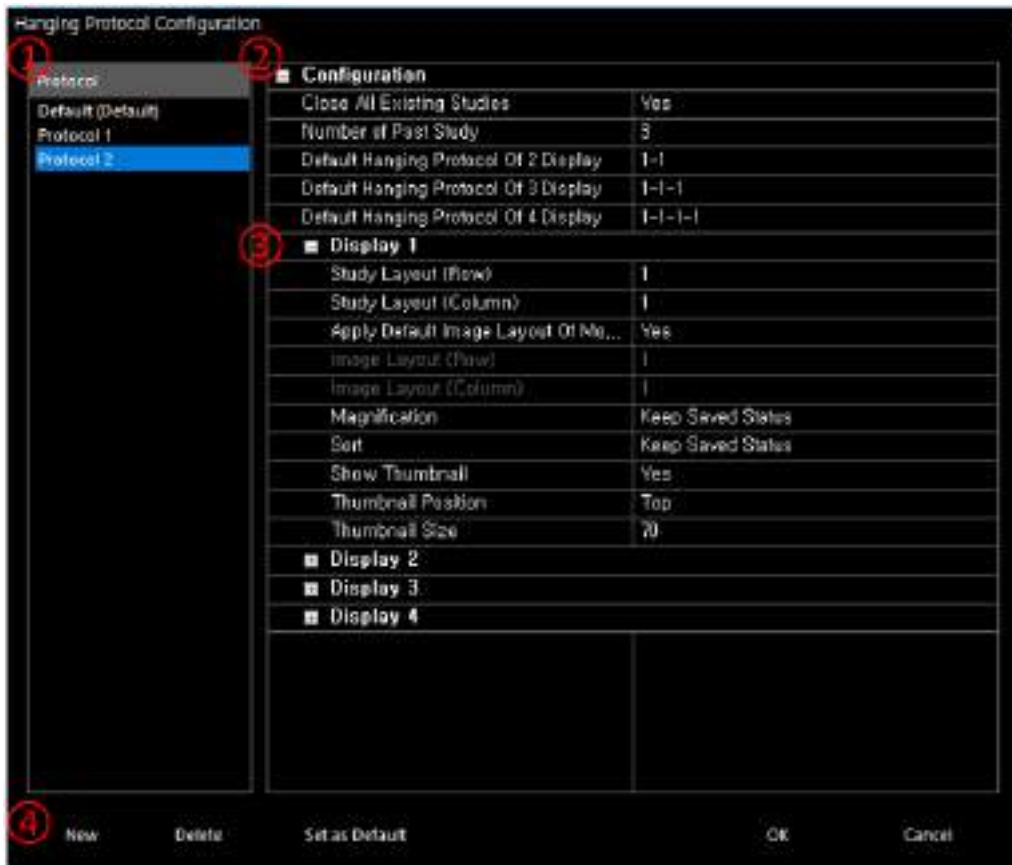 Hanging Protocol Configuration
① ②
Protocol
Default (Default)
Protocol 1
Protocol 2
Configuration
Close All Existing Studies Yes
Number of Past Study
Default Hanging Protocol Of 2 Display 1-1
Default Hanging Protocol Of 3 Display 1-1-1
Default Hanging Protocol Of 4 Display 1-1-1-1
③ Display 1
Study Layout (Row) 1
Study Layout (Column) 1
Apply Default Image Layout Of Mo... Yes
Image Layout (Row) 1
Image Layout (Column) 1
Magnification Keep Saved Status
Sort Keep Saved Status
Show Thumbnail Yes
Thumbnail Position Top
Thumbnail Size 70
Display 2
Display 3
Display 4
④ New Delete Set as Default OK Cancel